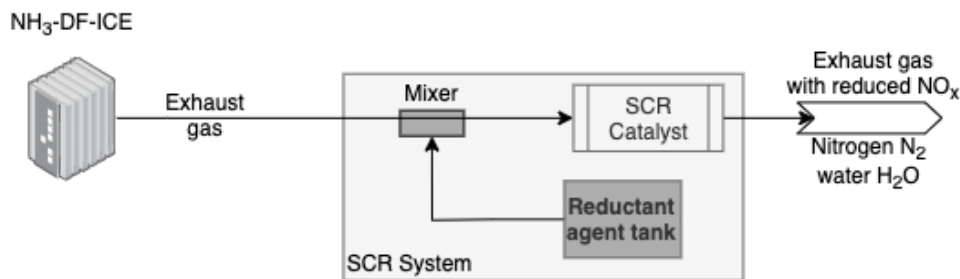 NH₃-DF-ICE
Exhaust
gas
Mixer
SCR
Catalyst
Reductant
agent tank
SCR System
Exhaust gas
with reduced NOₓ
Nitrogen N₂
water H₂O